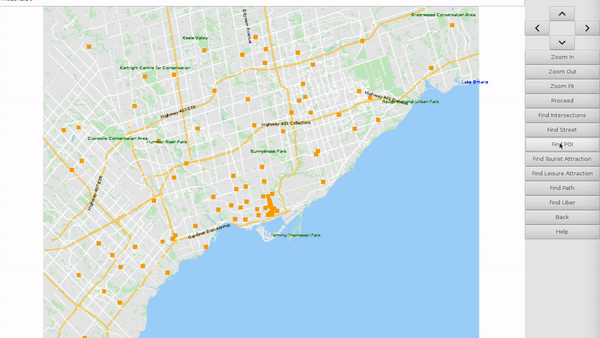 Greenwood Conservation Area
Keele Valley
Kortright Centre for Conservation
Lake Ontario
Highway 407 ETR
Rouge National Urban Park
Highway 401 Collectors
Claireville Conservation Area
Humber River Park
Sunnybrook Park
Highway 407 ETR
Gardiner Expressway
Tommy Thompson Park
Zoom In
Zoom Out
Zoom Fit
Proceed
Find Intersections
Find Street
Find POI
Find Tourist Attraction
Find Leisure Attraction
Find Path
Find Uber
Back
Help